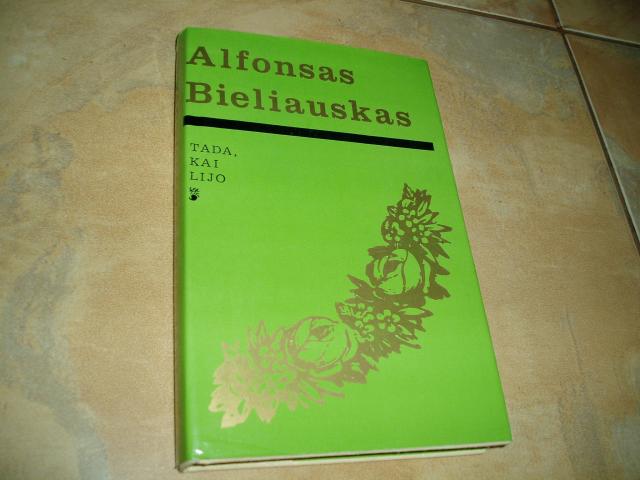 Alfonsas
Bieliauskas
TADA,
KAI
LIJO